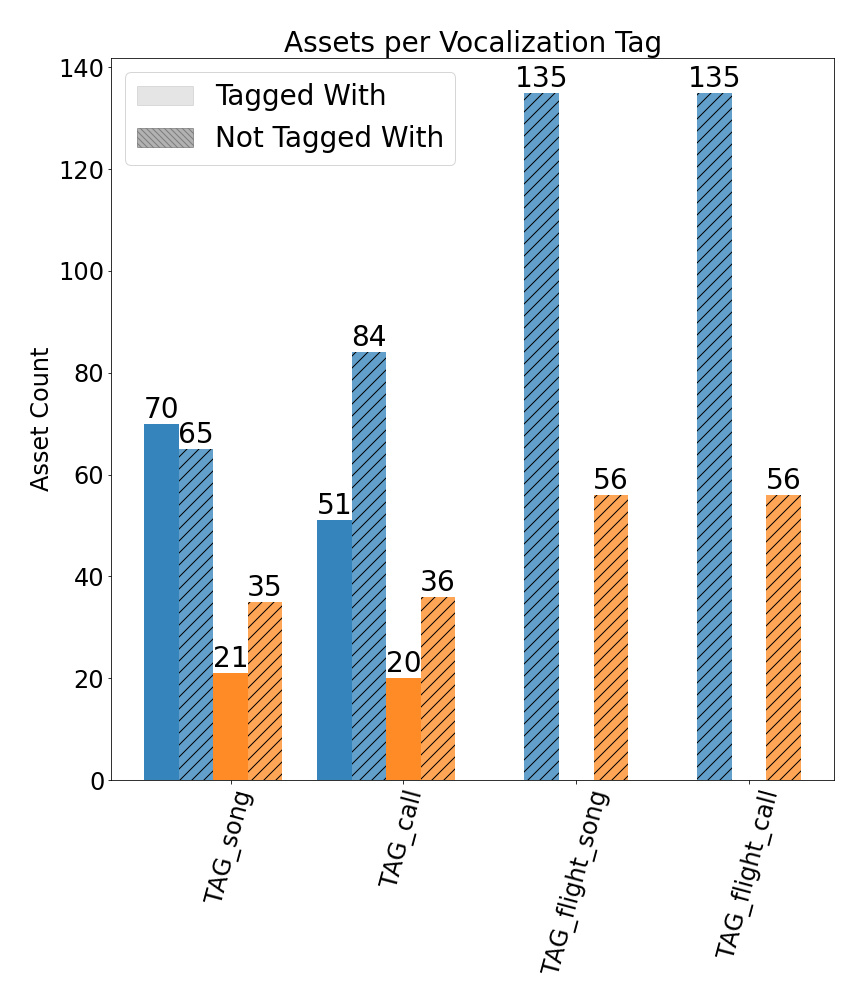 Assets per Vocalization Tag
Tagged With
Not Tagged With
Asset Count
140
120
100
80
60
40
20
0
70
65
21
35
51
84
20
36
135
56
135
56
TAG_song
TAG_call
TAG_flight_song
TAG_flight_call